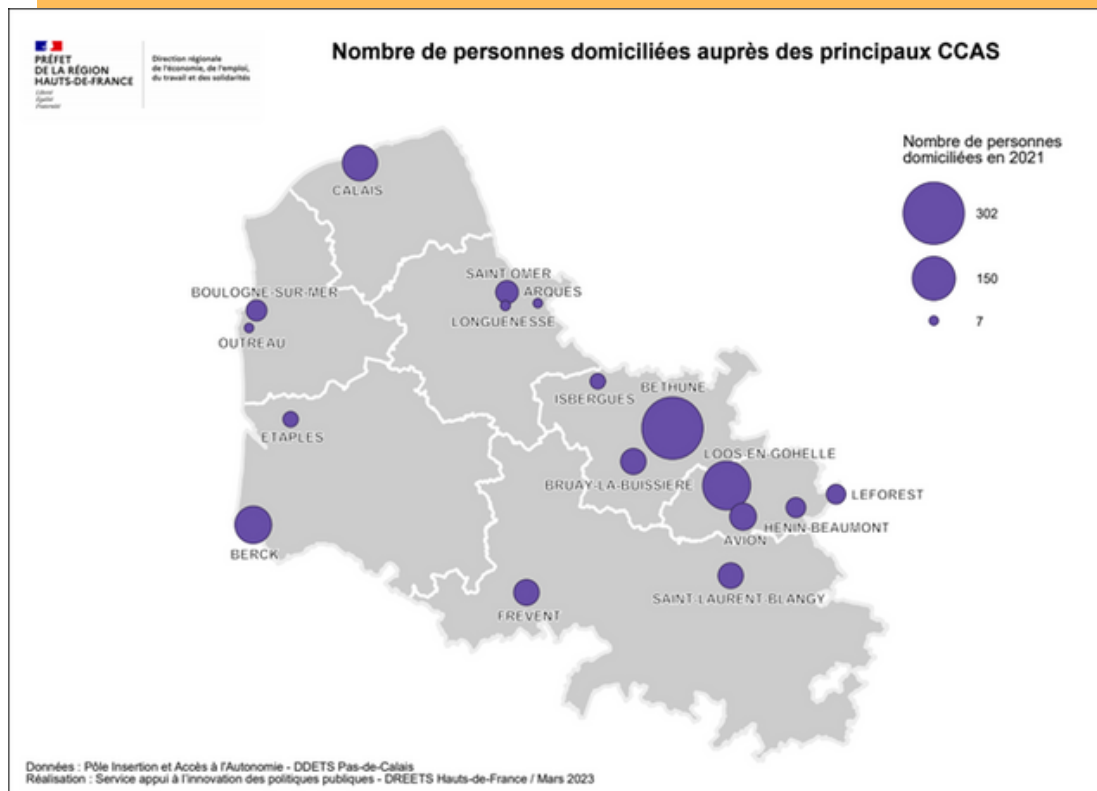 Nombre de personnes domiciliées auprès des principaux CCAS
PRÉFET
DE LA RÉGION
HAUTS-DE-FRANCE
Liberté
Égalité
Fraternité
Direction régionale
de l'économie, de l'emploi,
du travail et des solidarités
Nombre de personnes
domiciliées en 2021
302
150
7
CALAIS
SAINT OMER
ARQUES
LONGUENESSE
BOULOGNE-SUR-MER
OUTREAU
ISBERGUES
BETHUNE
ETAPLES
LOOS-EN-GOHELLE
BRUAY-LA-BUISSIERE
LEFOREST
HENIN-BEAUMONT
AVION
BERCK
SAINT-LAURENT-BLANGY
FREVENT
Données : Pôle Insertion et Accès à l'Autonomie - DDETS Pas-de-Calais
Réalisation : Service appui à l'innovation des politiques publiques - DREETS Hauts-de-France / Mars 2023